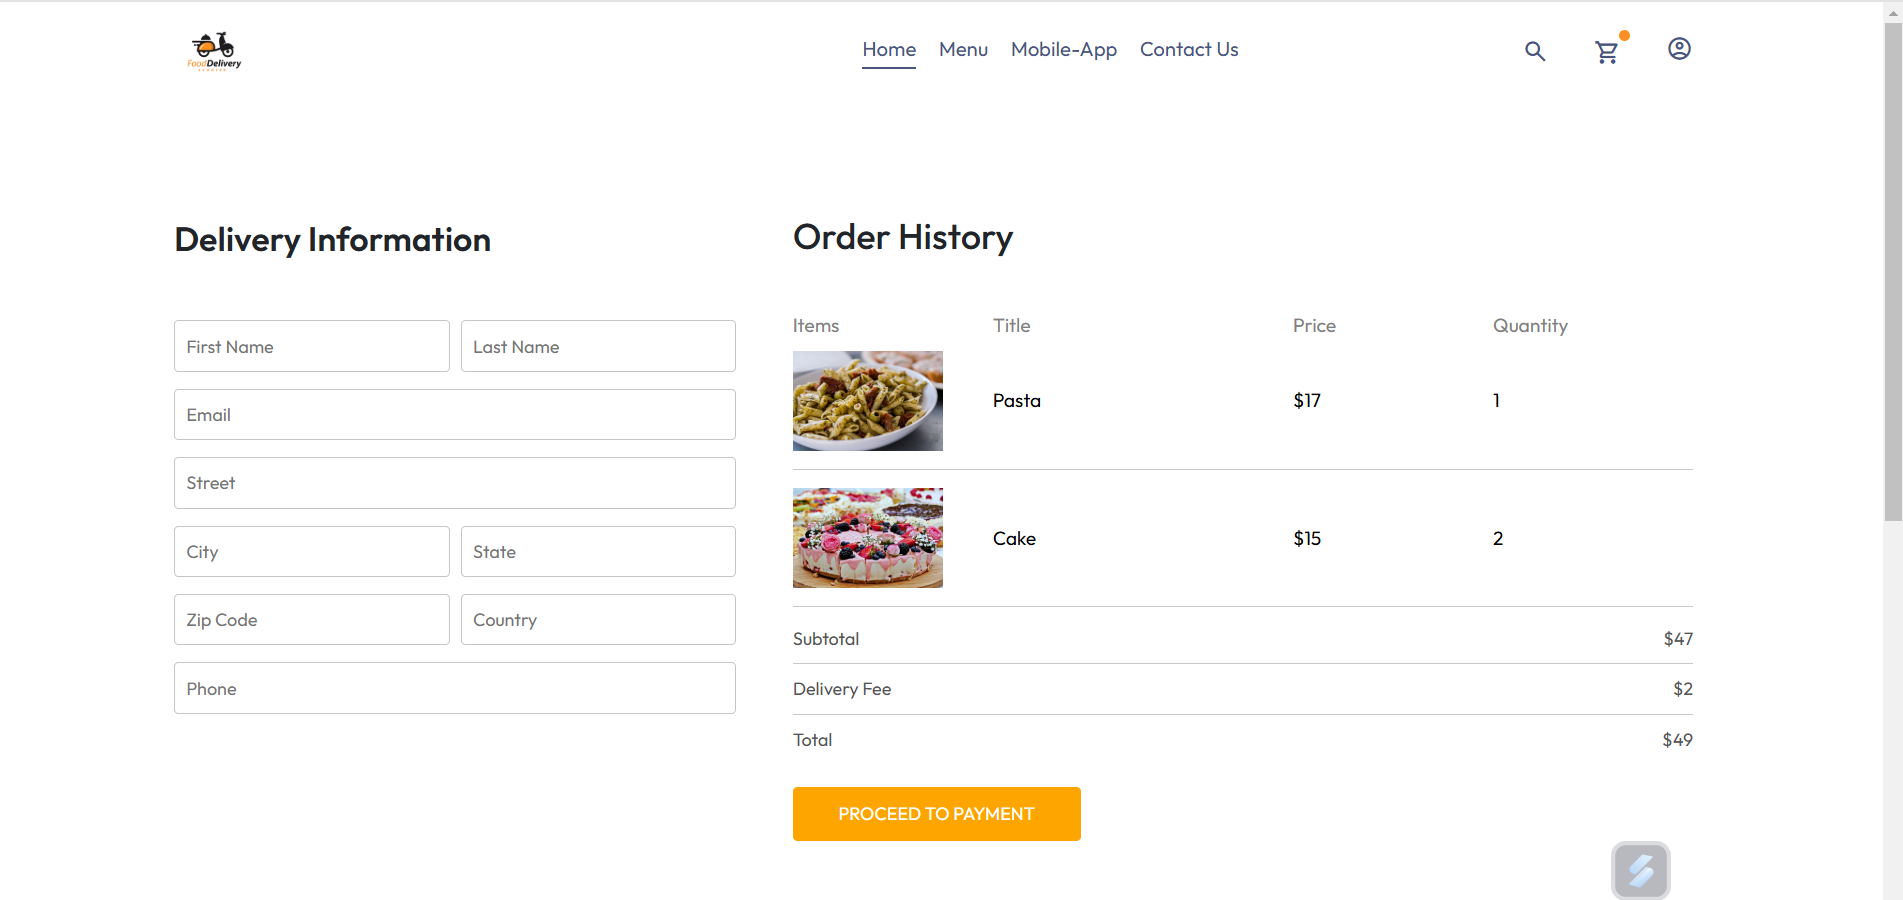 FoodDelivery
Home Menu Mobile-App Contact Us
Delivery Information
First Name Last Name
Email
Street
City State
Zip Code Country
Phone
Order History
Items Title Price Quantity
Pasta $17 1
Cake $15 2
Subtotal $47
Delivery Fee $2
Total $49
PROCEED TO PAYMENT